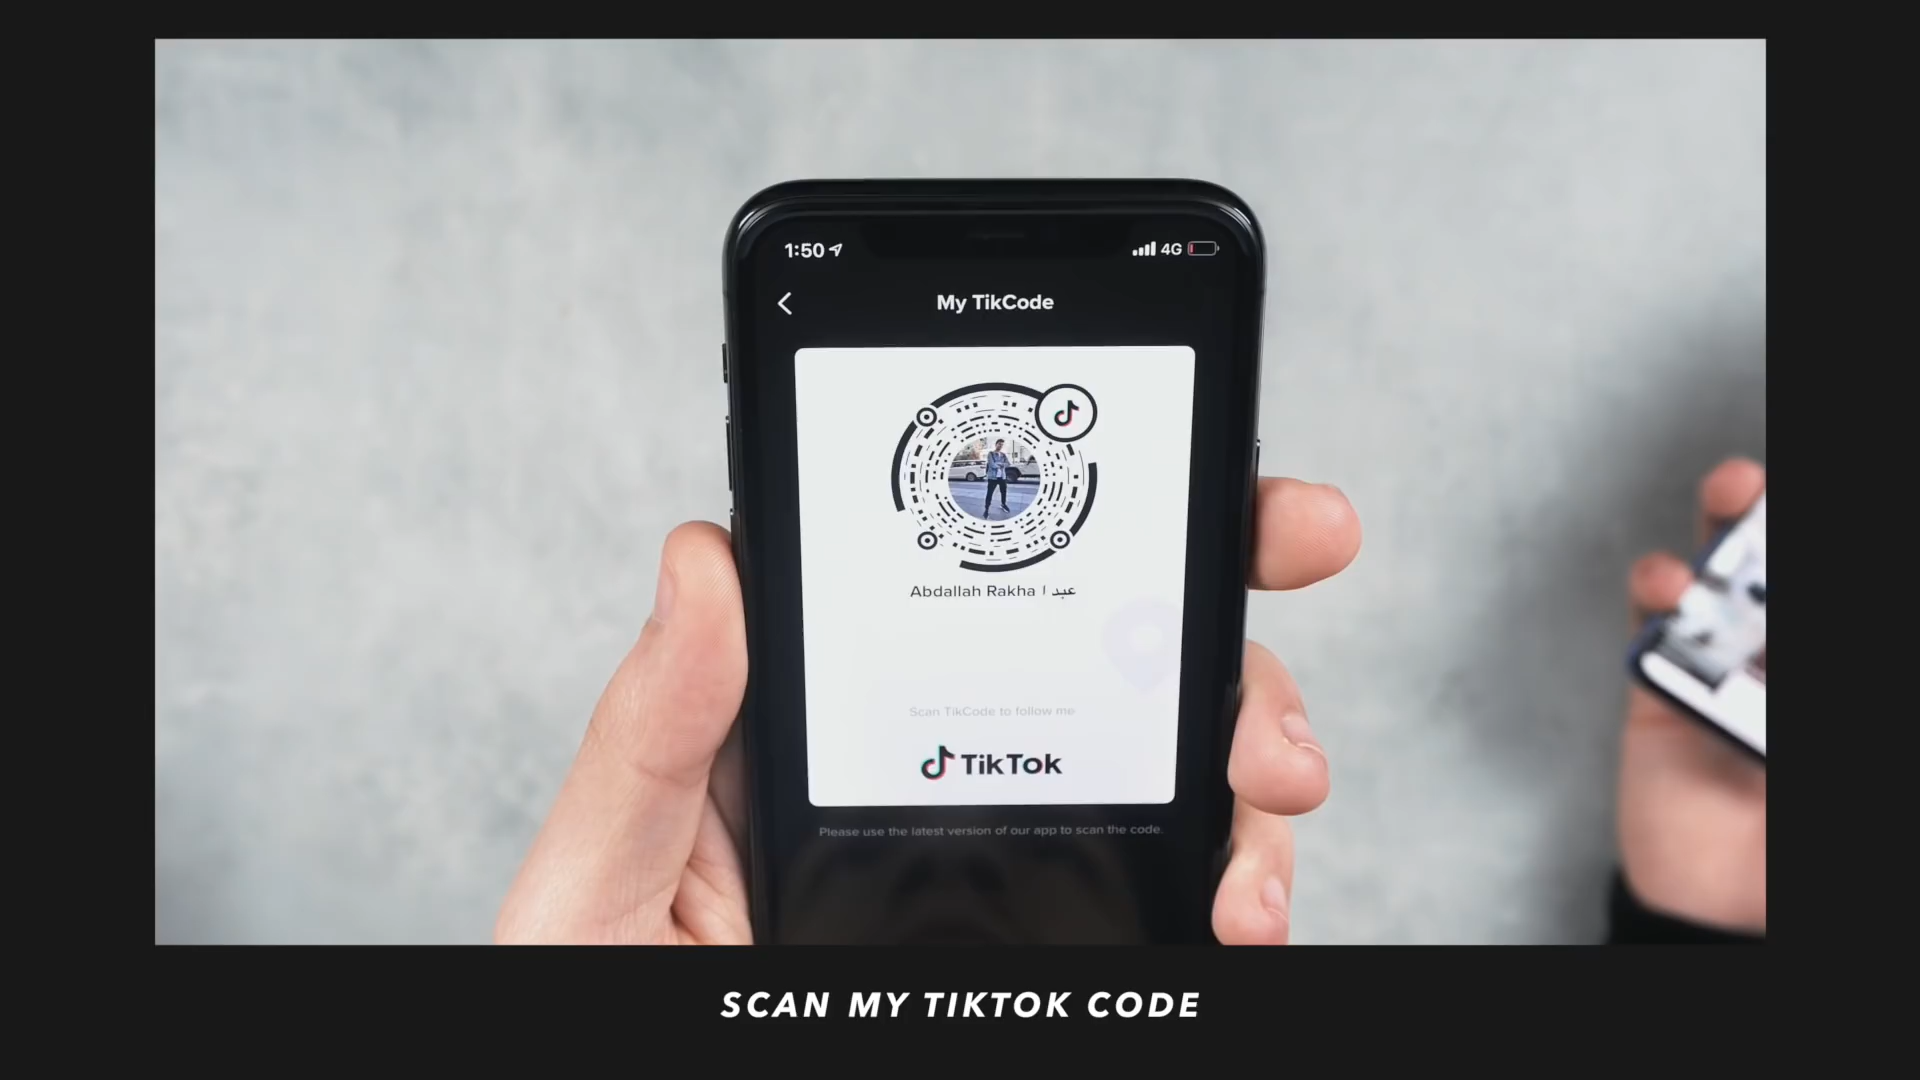 1:50 4G
My TikCode
Abdallah Rakha | عبد
Scan TikCode to follow me
TikTok
Please use the latest version of our app to scan the code.
SCAN MY TIKTOK CODE